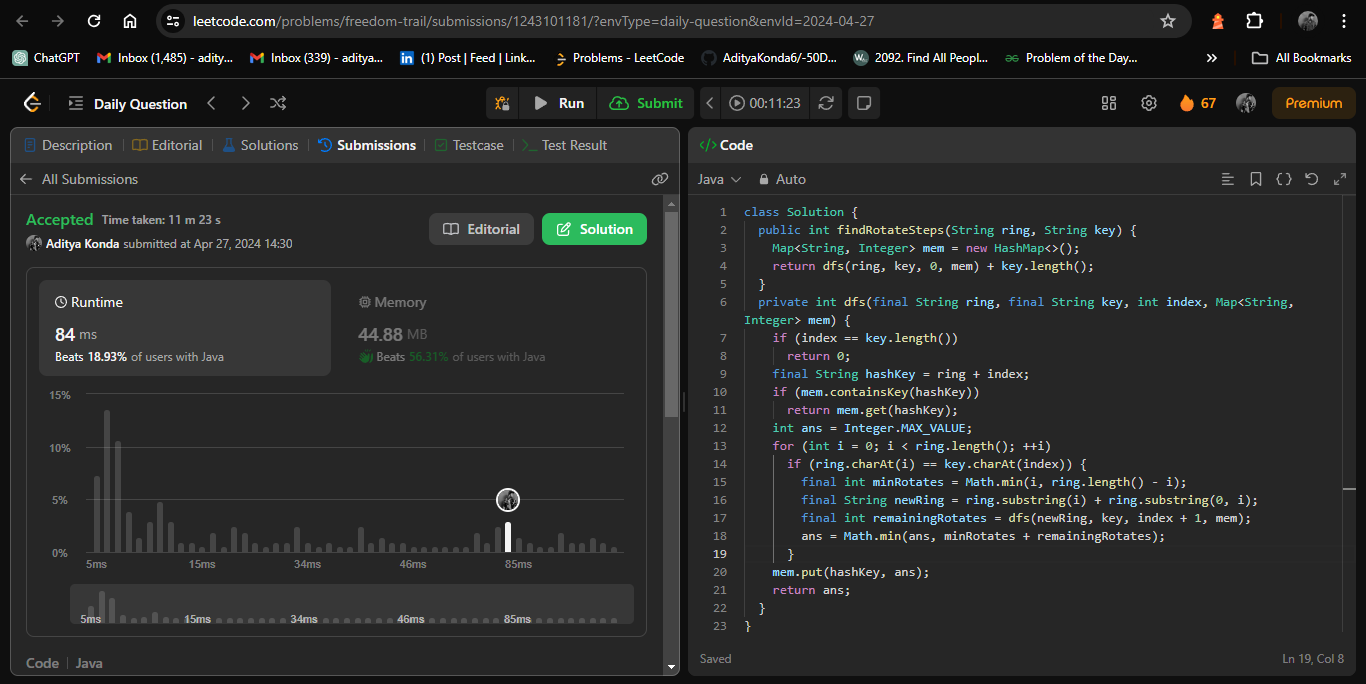 leetcode.com/problems/freedom-trail/submissions/1243101181/?envType=daily-question&envId=2024-04-27
ChatGPT
Inbox (1,485) - adity...
Inbox (339) - aditya...
(1) Post | Feed | Link...
Problems - LeetCode
AdityaKonda6/-50D...
2092. Find All Peopl...
Problem of the Day...
All Bookmarks
Daily Question
Run
Submit
00:11:23
67
Premium
Description
Editorial
Solutions
Submissions
Testcase
Test Result
All Submissions
Accepted Time taken: 11 m 23 s
Aditya Konda submitted at Apr 27, 2024 14:30
Editorial
Solution
Runtime
84 ms
Beats 18.93% of users with Java
Memory
44.88 MB
Beats 56.31% of users with Java
15%
10%
5%
0%
5ms 15ms 34ms 46ms 85ms
5ms 15ms 34ms 46ms 85ms
Code | Java
</> Code
Java
Auto
1 class Solution {
2 public int findRotateSteps(String ring, String key) {
3 Map<String, Integer> mem = new HashMap<>();
4 return dfs(ring, key, 0, mem) + key.length();
5 }
6 private int dfs(final String ring, final String key, int index, Map<String,
Integer> mem) {
7 if (index == key.length())
8 return 0;
9 final String hashKey = ring + index;
10 if (mem.containsKey(hashKey))
11 return mem.get(hashKey);
12 int ans = Integer.MAX_VALUE;
13 for (int i = 0; i < ring.length(); ++i)
14 if (ring.charAt(i) == key.charAt(index)) {
15 final int minRotates = Math.min(i, ring.length() - i);
16 final String newRing = ring.substring(i) + ring.substring(0, i);
17 final int remainingRotates = dfs(newRing, key, index + 1, mem);
18 ans = Math.min(ans, minRotates + remainingRotates);
19 }
20 mem.put(hashKey, ans);
21 return ans;
22 }
23 }
Saved
Ln 19, Col 8